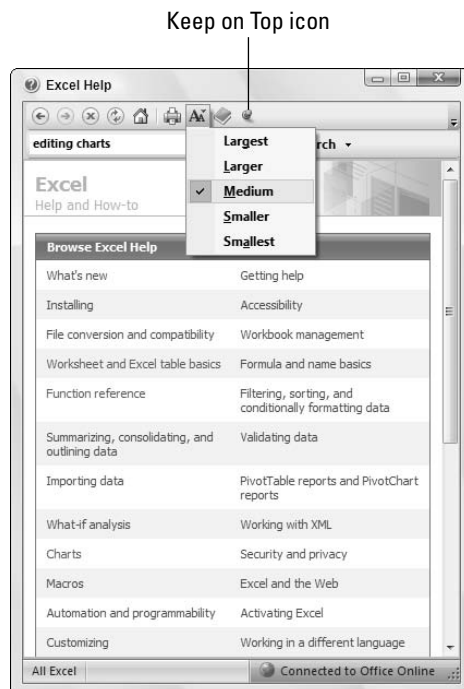 Keep on Top icon
Excel Help
editing charts
rch
Largest
Larger
Medium
Smaller
Smallest
Excel
Help and How-to
Browse Excel Help
What's new
Getting help
Installing
Accessibility
File conversion and compatibility
Workbook management
Worksheet and Excel table basics
Formula and name basics
Function reference
Filtering, sorting, and
conditionally formatting data
Summarizing, consolidating, and
outlining data
Validating data
Importing data
PivotTable reports and PivotChart
reports
What-if analysis
Working with XML
Charts
Security and privacy
Macros
Excel and the Web
Automation and programmability
Activating Excel
Customizing
Working in a different language
All Excel
Connected to Office Online